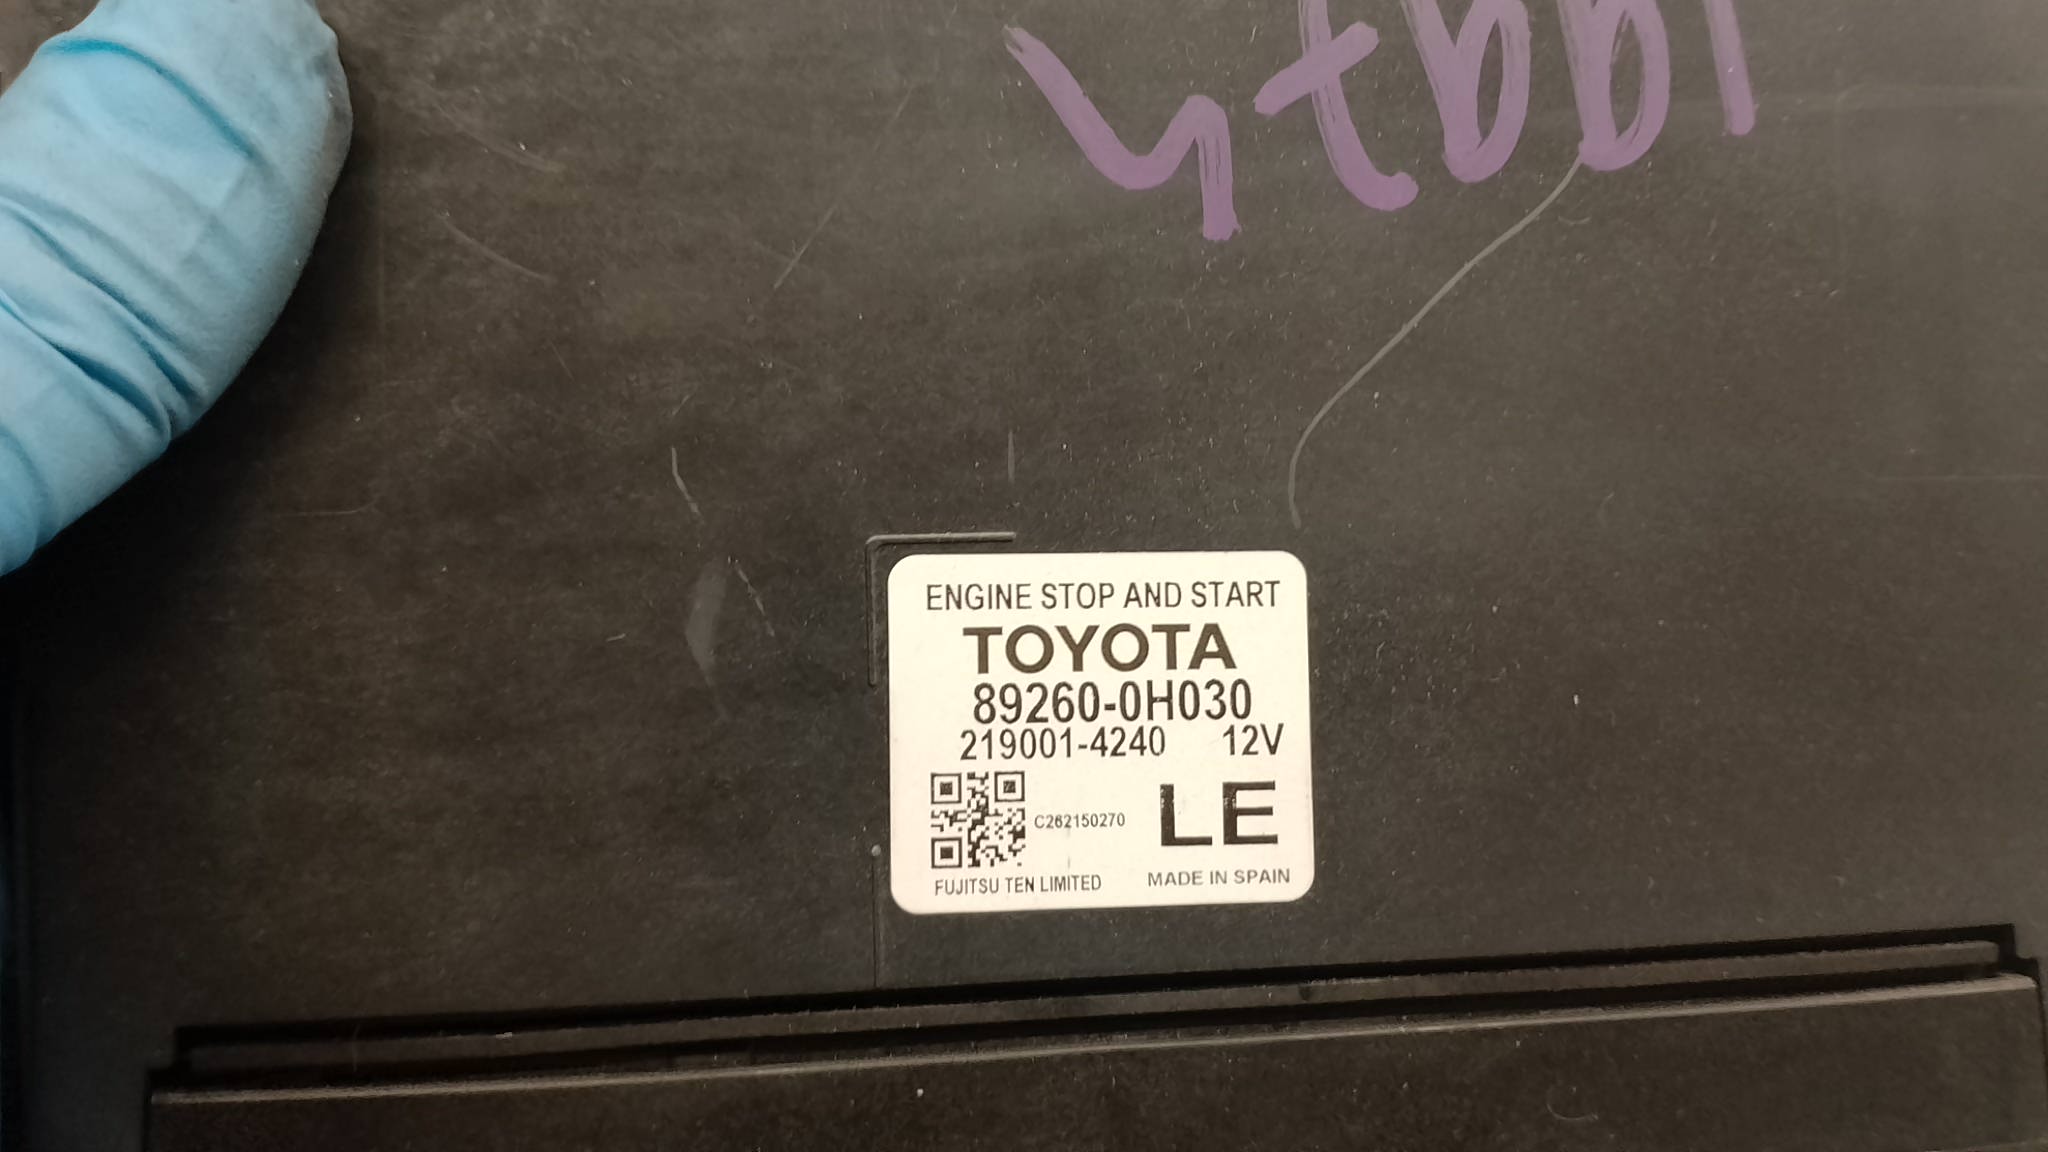 ENGINE STOP AND START
TOYOTA
89260-0H030
219001-4240 12V
C262150270
LE
FUJITSU TEN LIMITED
MADE IN SPAIN